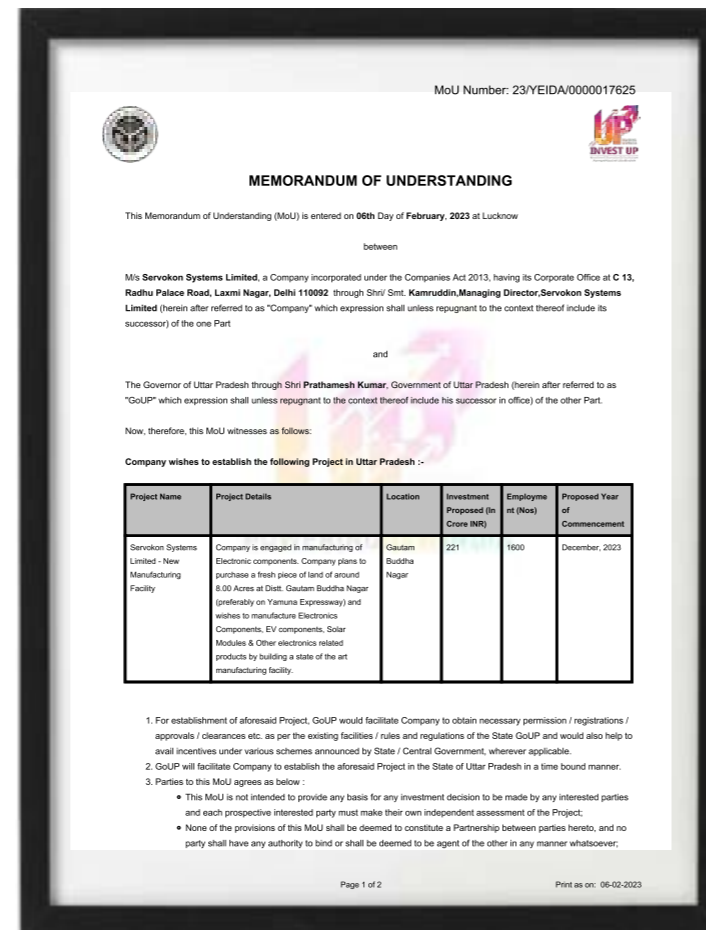 MoU Number: 23/YEIDA/0000017625
UP
INVEST UP
MEMORANDUM OF UNDERSTANDING
This Memorandum of Understanding (MoU) is entered on 06th Day of February, 2023 at Lucknow
between
M/s Servokon Systems Limited, a Company incorporated under the Companies Act 2013, having its Corporate Office at C 13,
Radhu Palace Road, Laxmi Nagar, Delhi 110092 through Shri/ Smt. Kamruddin,Managing Director,Servokon Systems
Limited (herein after referred to as "Company" which expression shall unless repugnant to the context thereof include its
successor) of the one Part
and
The Governor of Uttar Pradesh through Shri Prathamesh Kumar, Government of Uttar Pradesh (herein after referred to as
"GoUP" which expression shall unless repugnant to the context thereof include his successor in office) of the other Part.
Now, therefore, this MoU witnesses as follows:
Company wishes to establish the following Project in Uttar Pradesh :-
Project Name
Project Details
Location
Investment
Proposed (In
Crore INR)
Employme
nt (Nos)
Proposed Year
of
Commencement
Servokon Systems
Limited - New
Manufacturing
Facility
Company is engaged in manufacturing of
Electronic components. Company plans to
purchase a fresh piece of land of around
8.00 Acres at Distt. Gautam Buddha Nagar
(preferably on Yamuna Expressway) and
wishes to manufacture Electronics
Components, EV components, Solar
Modules & Other electronics related
products by building a state of the art
manufacturing facility.
Gautam
Buddha
Nagar
221
1600
December, 2023
1. For establishment of aforesaid Project, GoUP would facilitate Company to obtain necessary permission / registrations /
approvals / clearances etc. as per the existing facilities / rules and regulations of the State GoUP and would also help to
avail incentives under various schemes announced by State / Central Government, wherever applicable.
2. GoUP will facilitate Company to establish the aforesaid Project in the State of Uttar Pradesh in a time bound manner.
3. Parties to this MoU agrees as below :
• This MoU is not intended to provide any basis for any investment decision to be made by any interested parties
and each prospective interested party must make their own independent assessment of the Project;
• None of the provisions of this MoU shall be deemed to constitute a Partnership between parties hereto, and no
party shall have any authority to bind or shall be deemed to be agent of the other in any manner whatsoever;
Page 1 of 2
Print as on: 06-02-2023